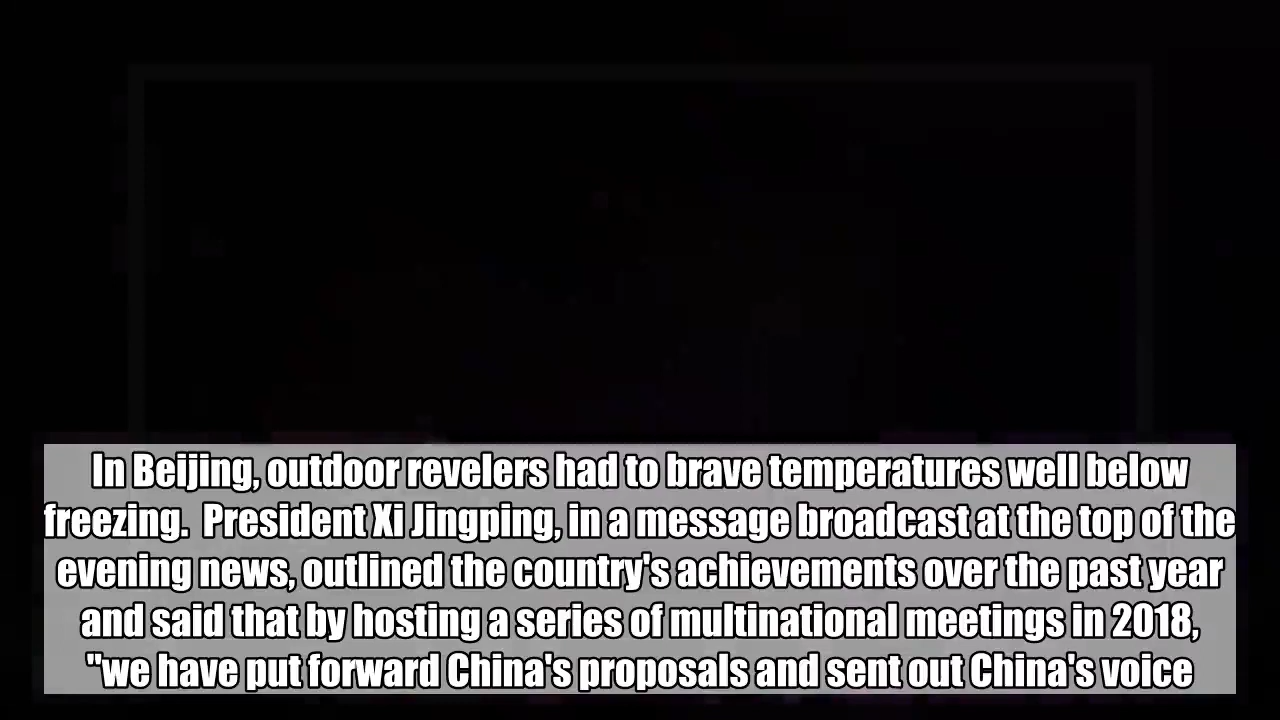 In Beijing, outdoor revelers had to brave temperatures well below
freezing.  President Xi Jingping, in a message broadcast at the top of the
evening news, outlined the country's achievements over the past year
and said that by hosting a series of multinational meetings in 2018,
"we have put forward China's proposals and sent out China's voice